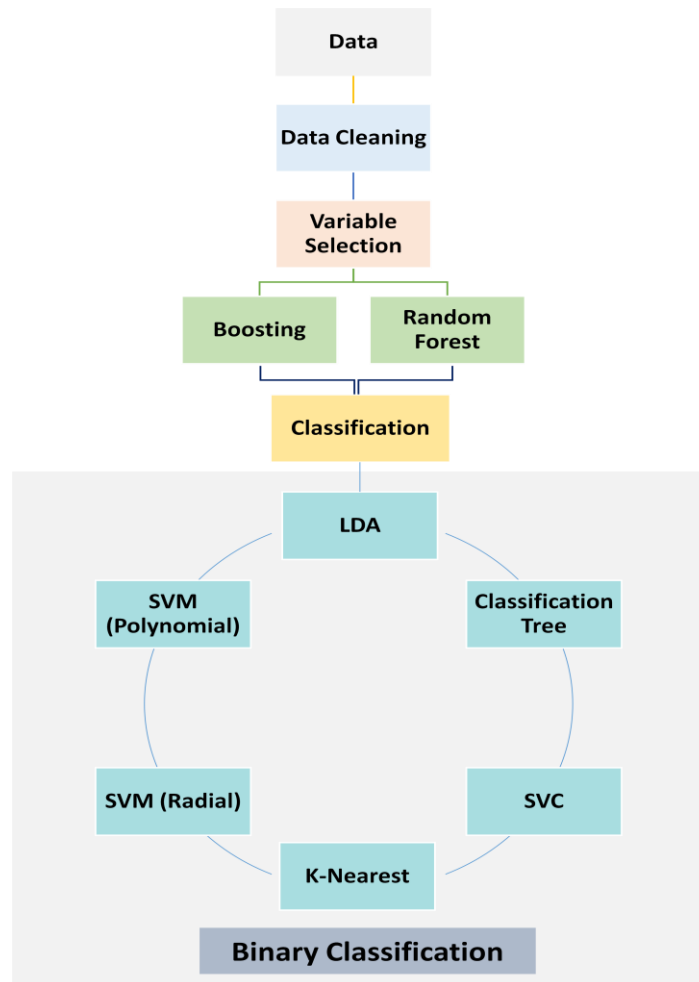 Data
Data Cleaning
Variable
Selection
Boosting
Random
Forest
Classification
LDA
SVM
(Polynomial)
Classification
Tree
SVM (Radial)
SVC
K-Nearest
Binary Classification